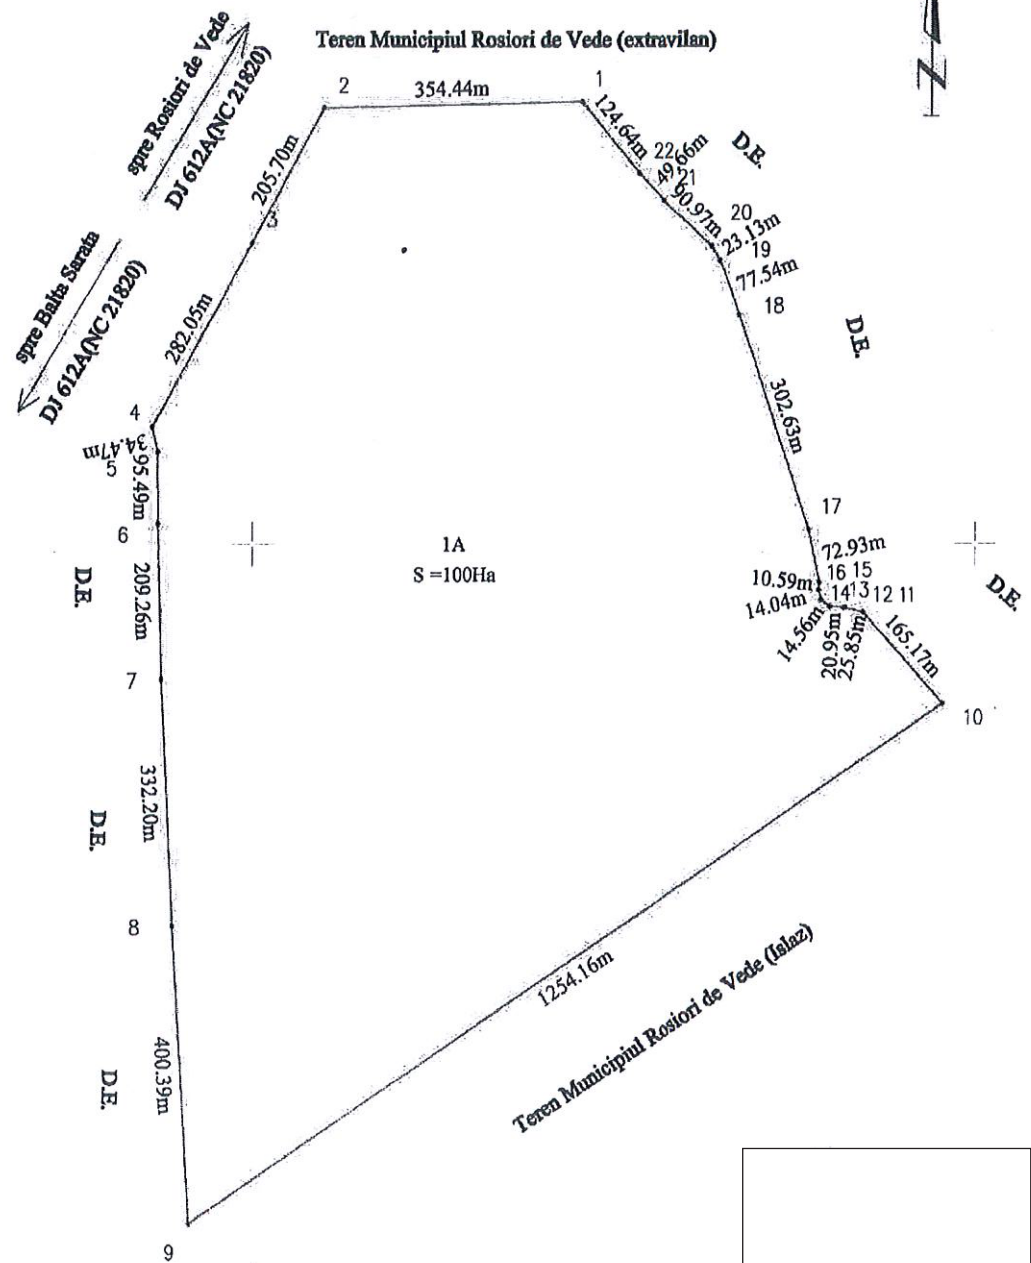 Teren Municipiul Rosiori de Vede (extravilan)
N
spre Rosiori de Vede
DJ 612A(NC 21820)
spre Balta Sarata
DJ 612A(NC 21820)
2
354.44m
1
124.64m
22
49.66m
21
90.97m
20
23.13m
19
77.54m
18
D.E.
D.E.
205.70m
3
282.05m
4
34.47m
5
95.49m
6
302.63m
17
72.93m
1A
S =100Ha
10.59m
16 15
14.04m
14 13 12 11
14.56m
20.95m
25.85m
165.17m
D.E.
10
D.E.
209.26m
7
332.20m
D.E.
8
1254.16m
Teren Municipiul Rosiori de Vede (Islaz)
400.39m
D.E.
9